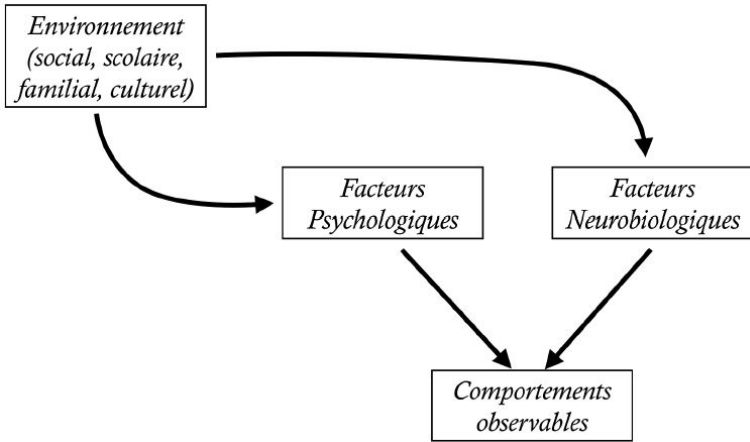 Environnement
(social, scolaire,
familial, culturel)
Facteurs
Psychologiques
Facteurs
Neurobiologiques
Comportements
observables